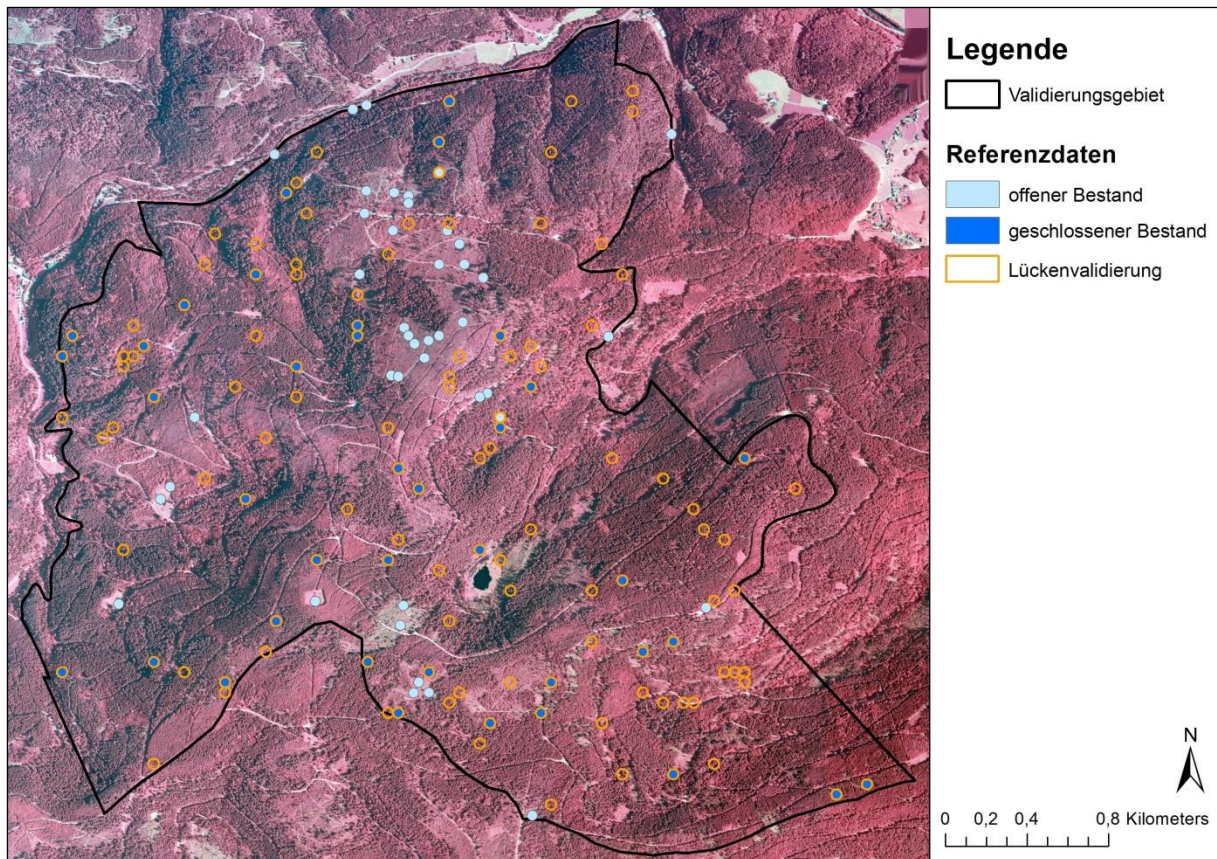 Legende
Validierungsgebiet
Referenzdaten
offener Bestand
geschlossener Bestand
Lückenvalidierung
N
0 0,2 0,4 0,8 Kilometers